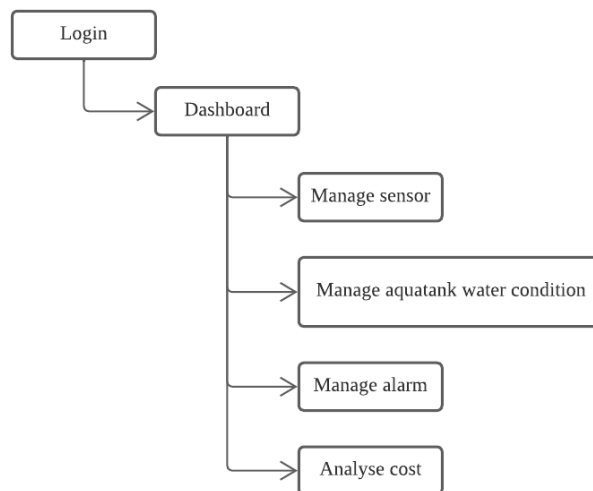 Login
Dashboard
Manage sensor
Manage aquatank water condition
Manage alarm
Analyse cost